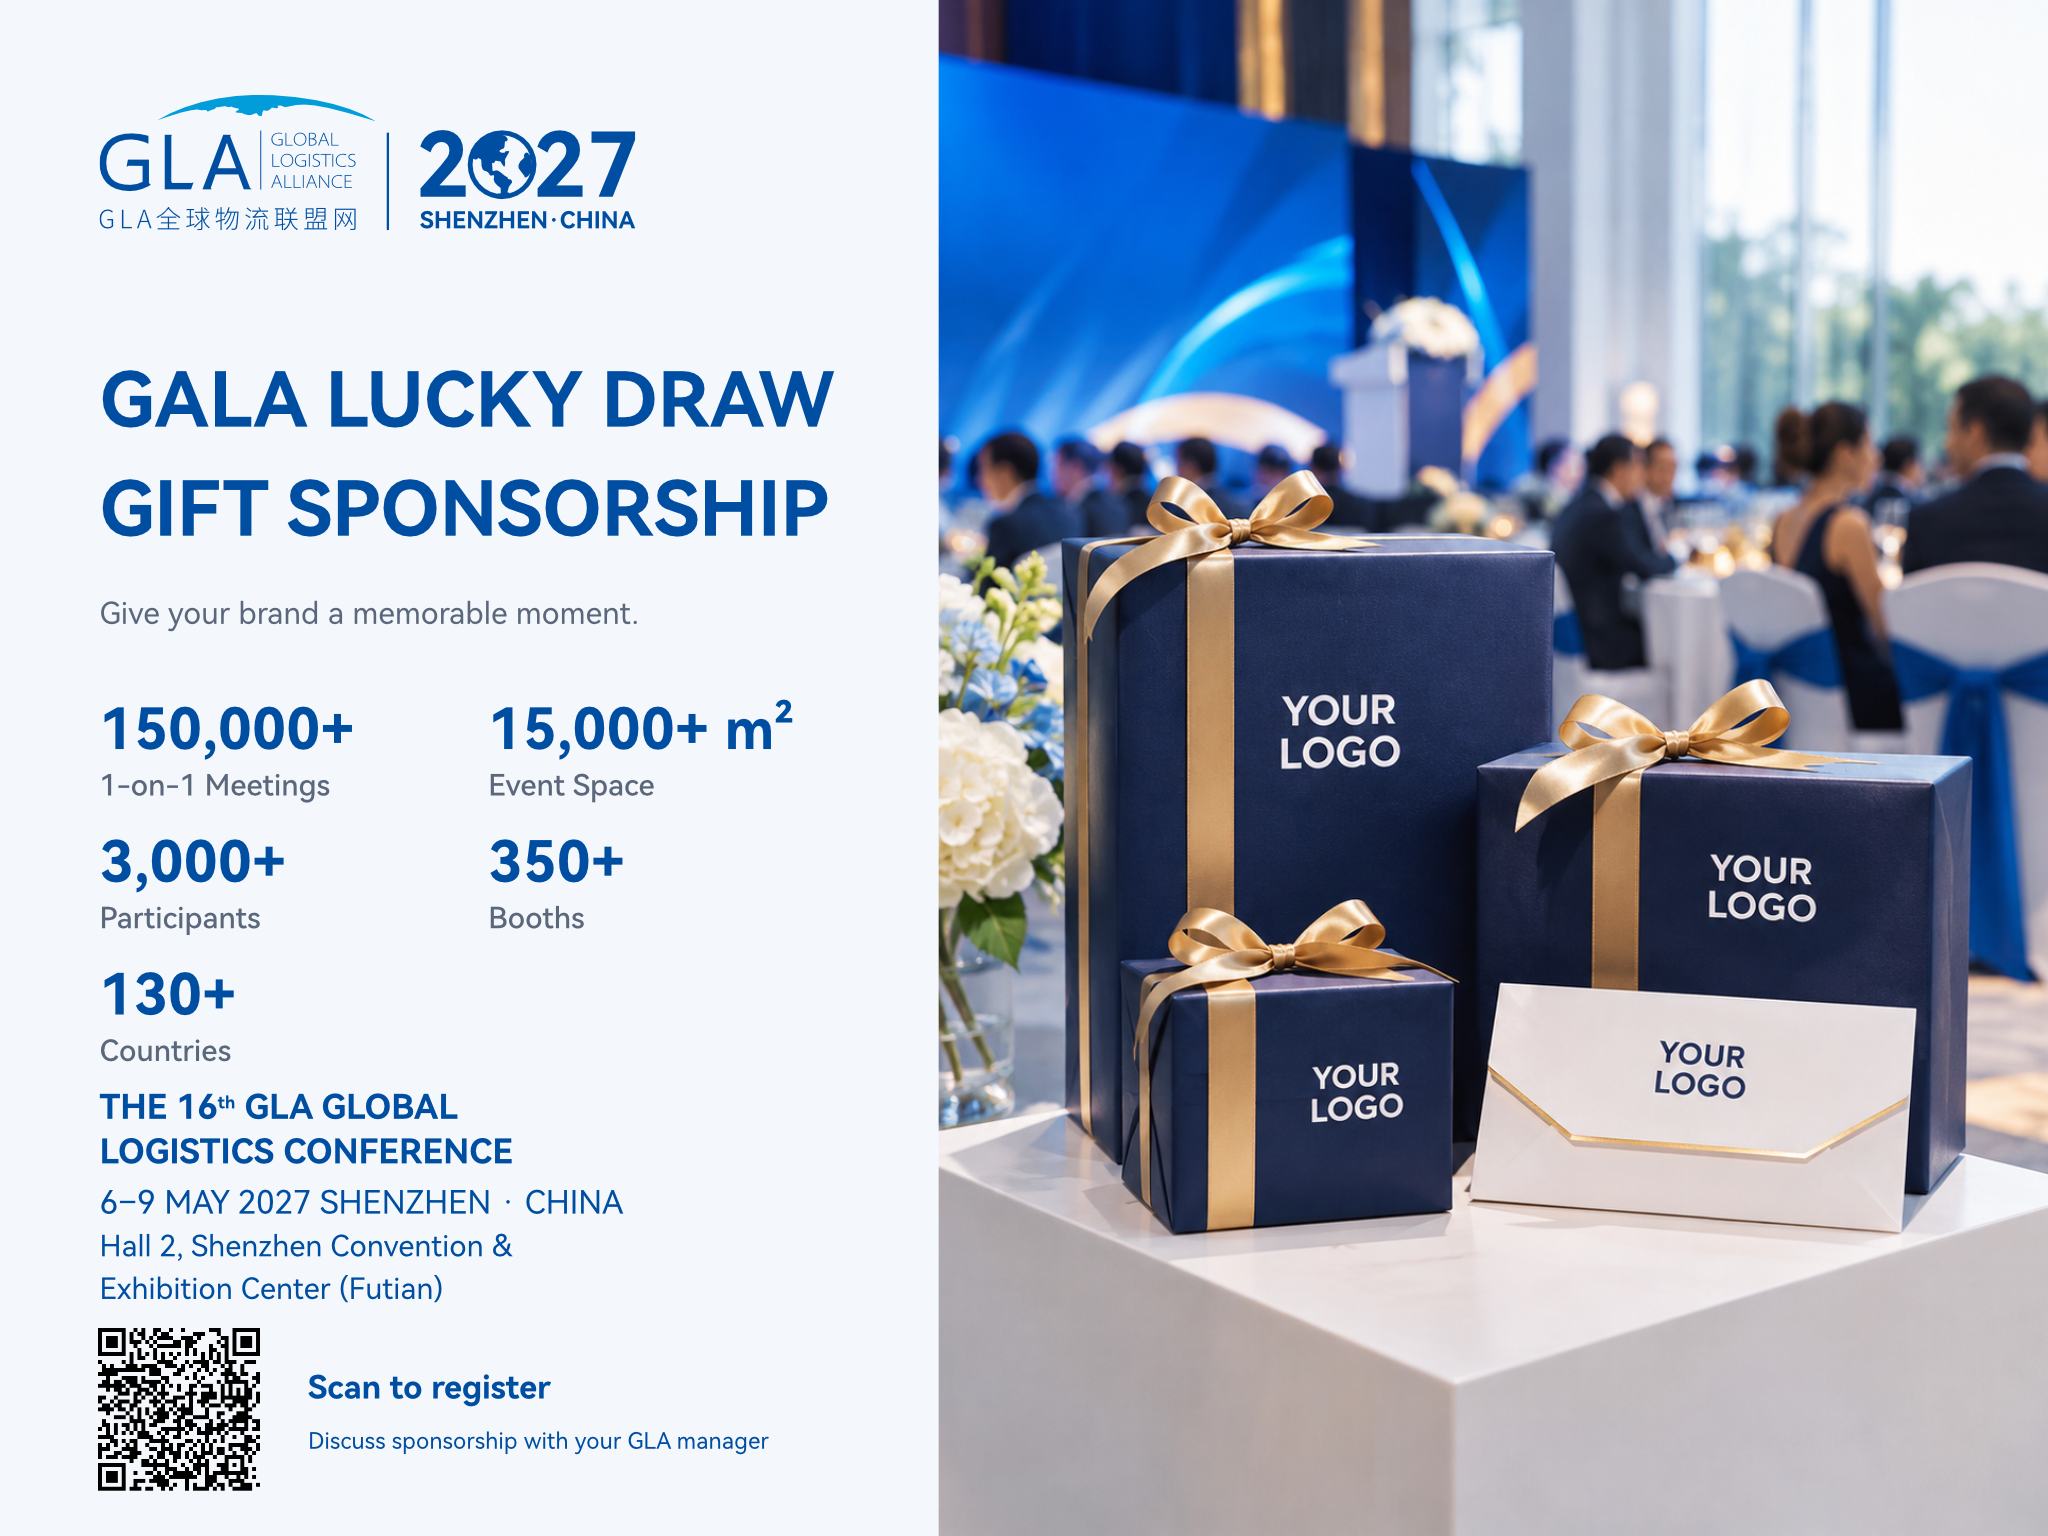 GLA
GLOBAL
LOGISTICS
ALLIANCE
GLA全球物流联盟网
2027
SHENZHEN·CHINA
GALA LUCKY DRAW
GIFT SPONSORSHIP
Give your brand a memorable moment.
150,000+
1-on-1 Meetings
15,000+ m²
Event Space
3,000+
Participants
350+
Booths
130+
Countries
THE 16th GLA GLOBAL
LOGISTICS CONFERENCE
6–9 MAY 2027 SHENZHEN · CHINA
Hall 2, Shenzhen Convention &
Exhibition Center (Futian)
Scan to register
Discuss sponsorship with your GLA manager
YOUR
LOGO
YOUR
LOGO
YOUR
LOGO
YOUR
LOGO